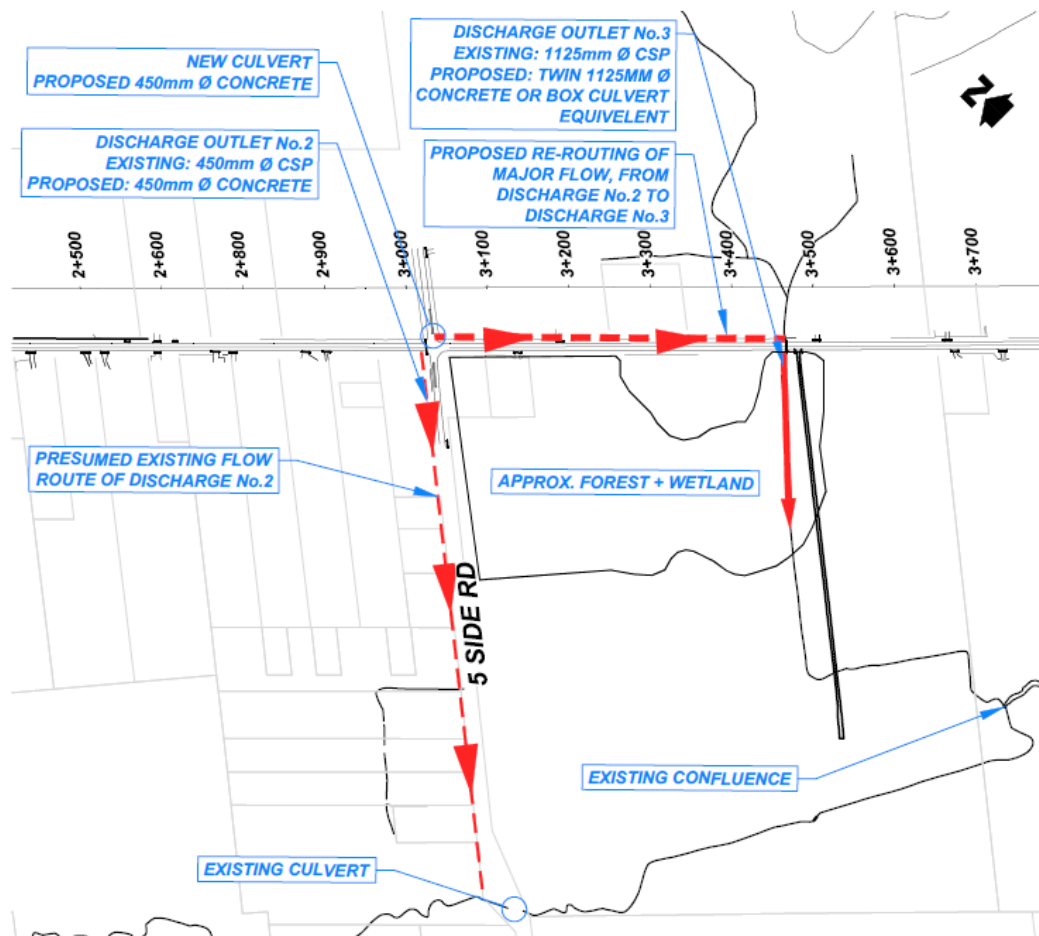 NEW CULVERT
PROPOSED 450mm Ø CONCRETE
DISCHARGE OUTLET No.2
EXISTING: 450mm Ø CSP
PROPOSED: 450mm Ø CONCRETE
DISCHARGE OUTLET No.3
EXISTING: 1125mm Ø CSP
PROPOSED: TWIN 1125MM Ø
CONCRETE OR BOX CULVERT
EQUIVELENT
PROPOSED RE-ROUTING OF
MAJOR FLOW, FROM
DISCHARGE No.2 TO
DISCHARGE No.3
N
2+500
2+600
2+800
2+900
3+000
3+100
3+200
3+300
3+400
3+500
3+600
3+700
PRESUMED EXISTING FLOW
ROUTE OF DISCHARGE No.2
APPROX. FOREST + WETLAND
5 SIDE RD
EXISTING CONFLUENCE
EXISTING CULVERT